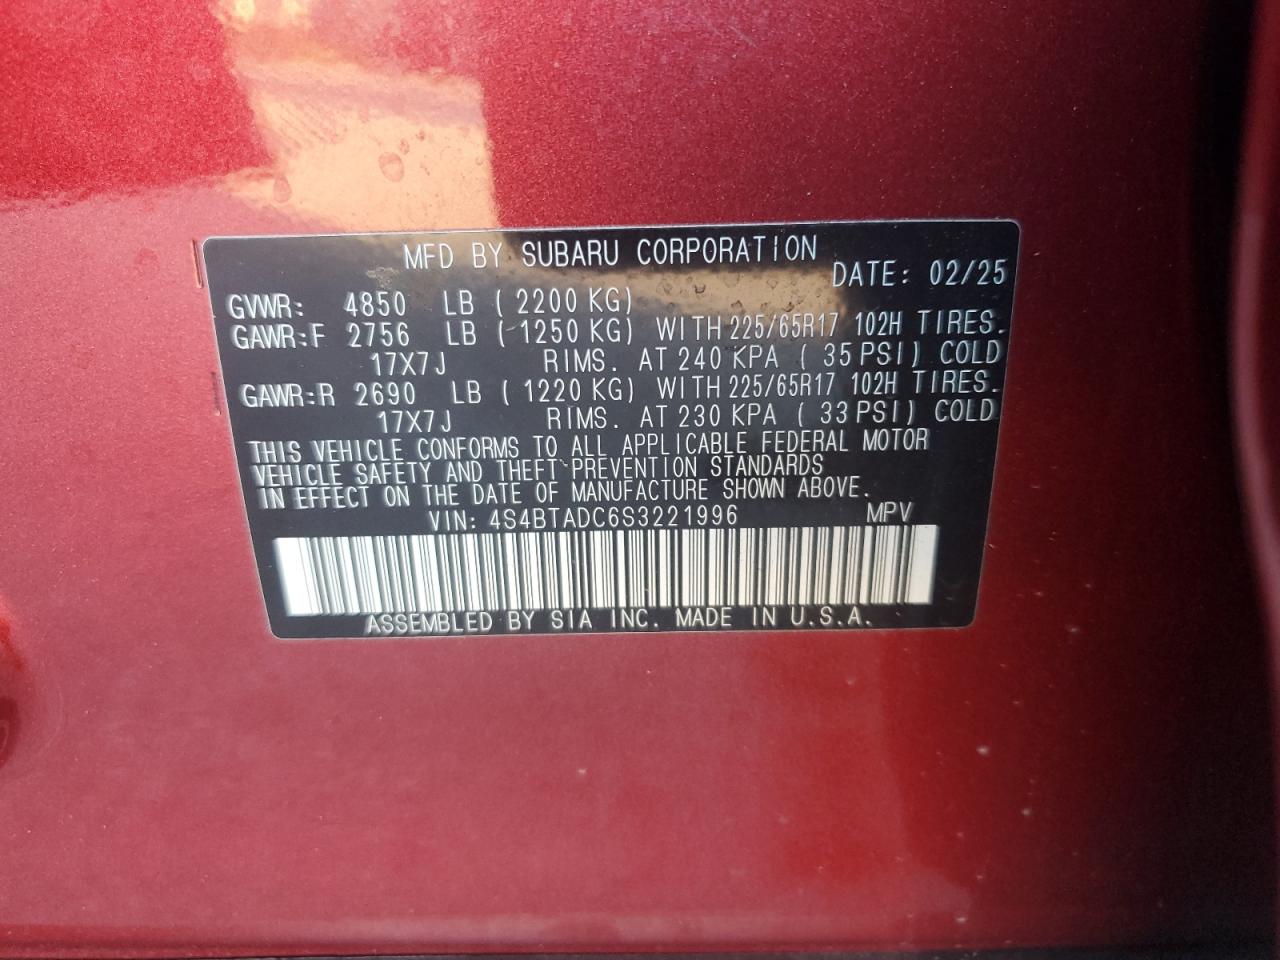 MFD BY SUBARU CORPORATION
DATE: 02/25
GVWR: 4850 LB ( 2200 KG)
GAWR:F 2756 LB ( 1250 KG) WITH 225/65R17 102H TIRES.
17X7J RIMS. AT 240 KPA ( 35 PSI) COLD
GAWR:R 2690 LB ( 1220 KG) WITH 225/65R17 102H TIRES.
17X7J RIMS. AT 230 KPA ( 33 PSI) COLD
THIS VEHICLE CONFORMS TO ALL APPLICABLE FEDERAL MOTOR
VEHICLE SAFETY AND THEFT PREVENTION STANDARDS
IN EFFECT ON THE DATE OF MANUFACTURE SHOWN ABOVE.
VIN: 4S4BTADC6S3221996 MPV
ASSEMBLED BY SIA INC. MADE IN U.S.A.